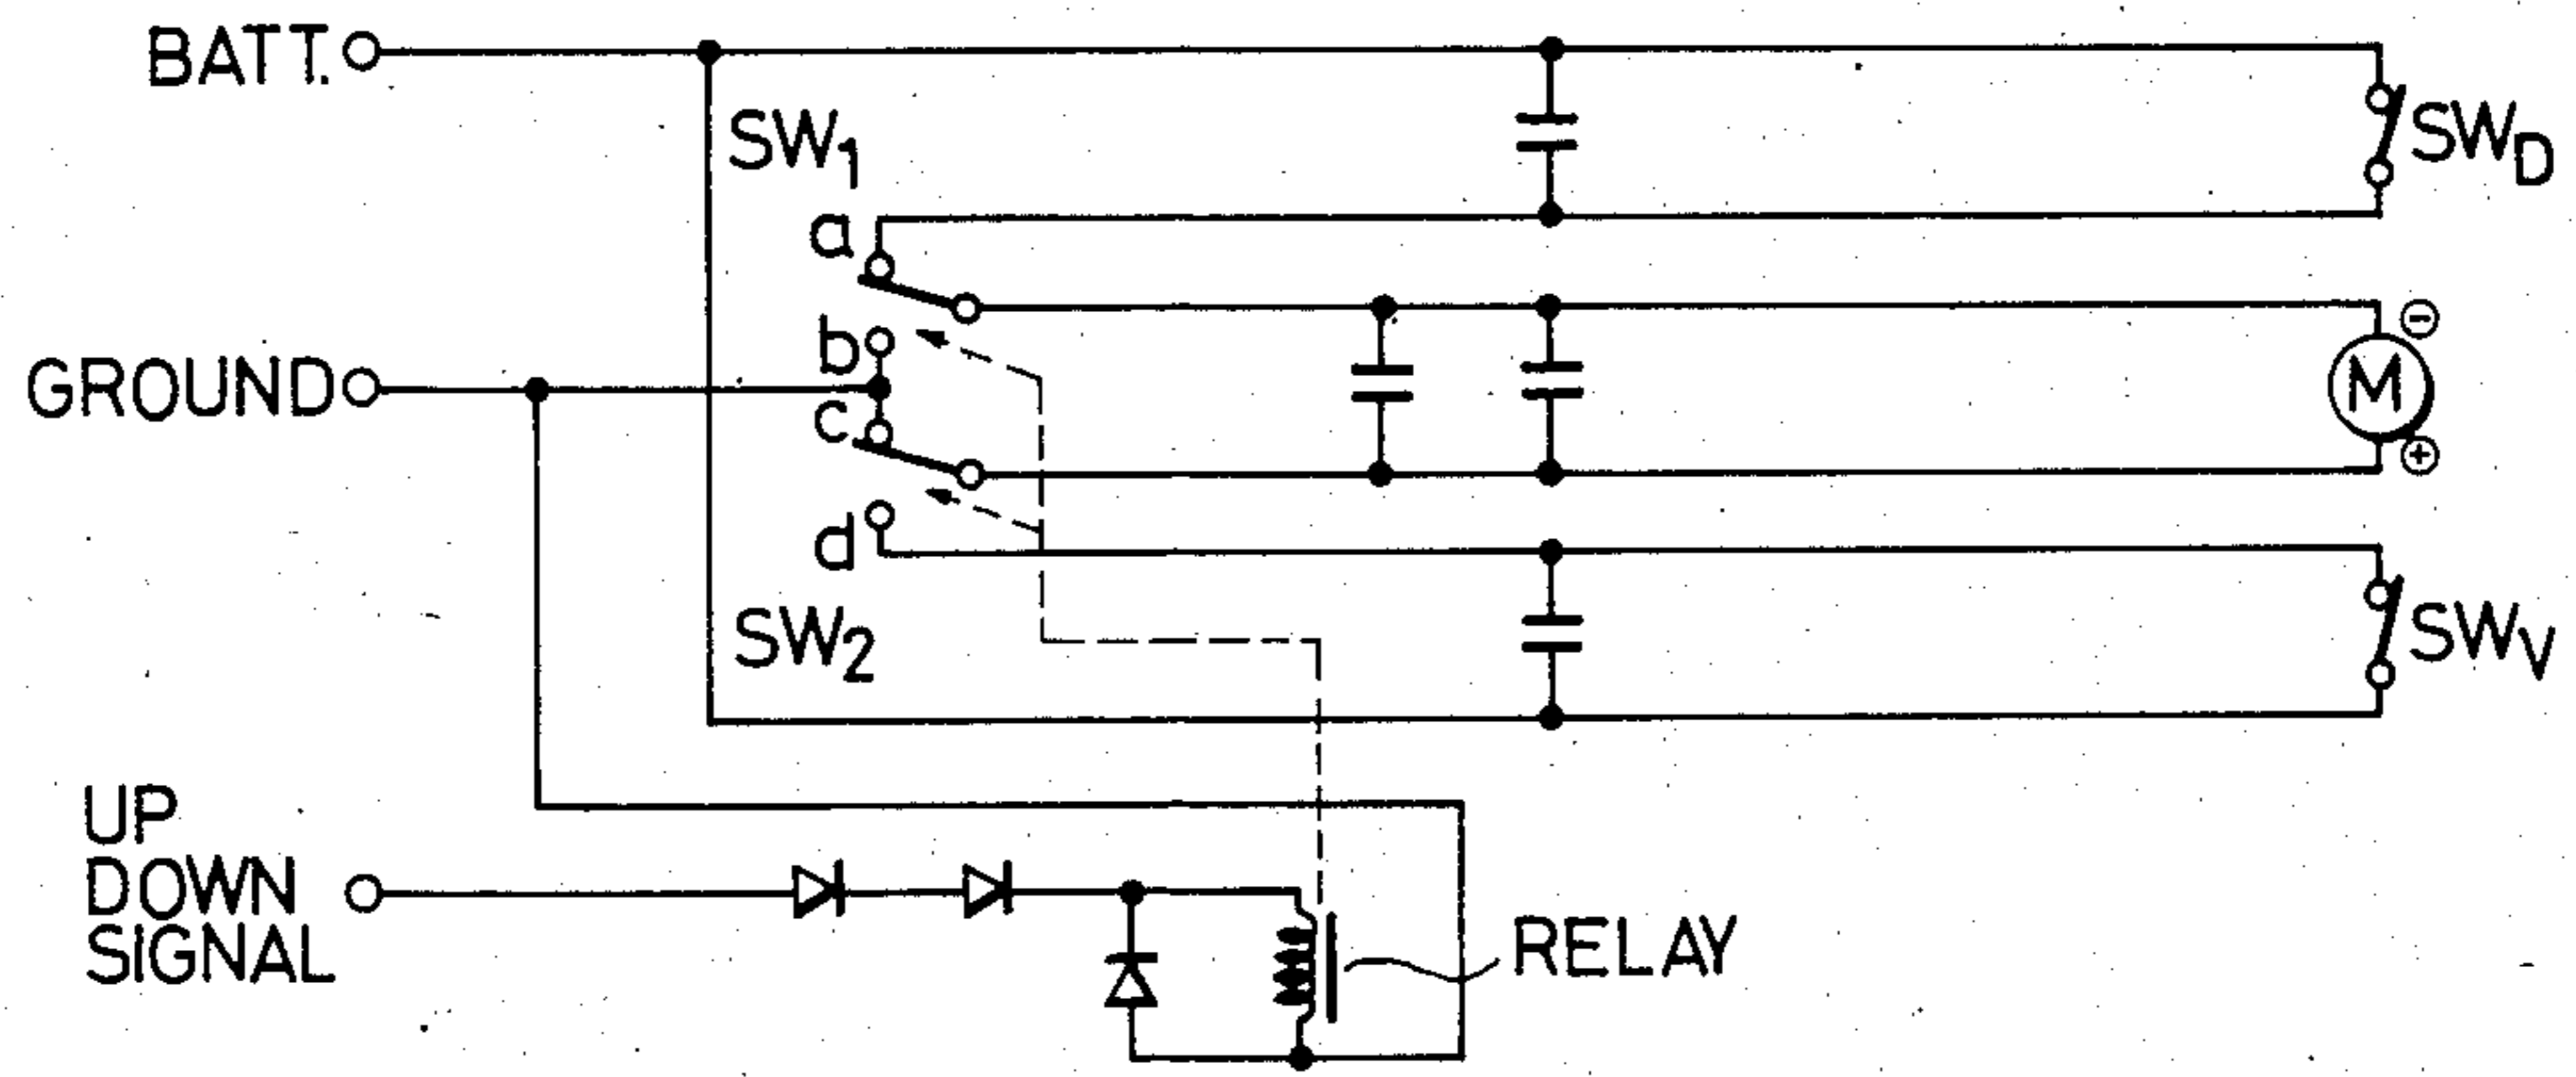 BATT.
SW1
SWD
a
b
⊖
GROUND
M
c
⊕
d
SW2
SWV
UP
DOWN
SIGNAL
RELAY